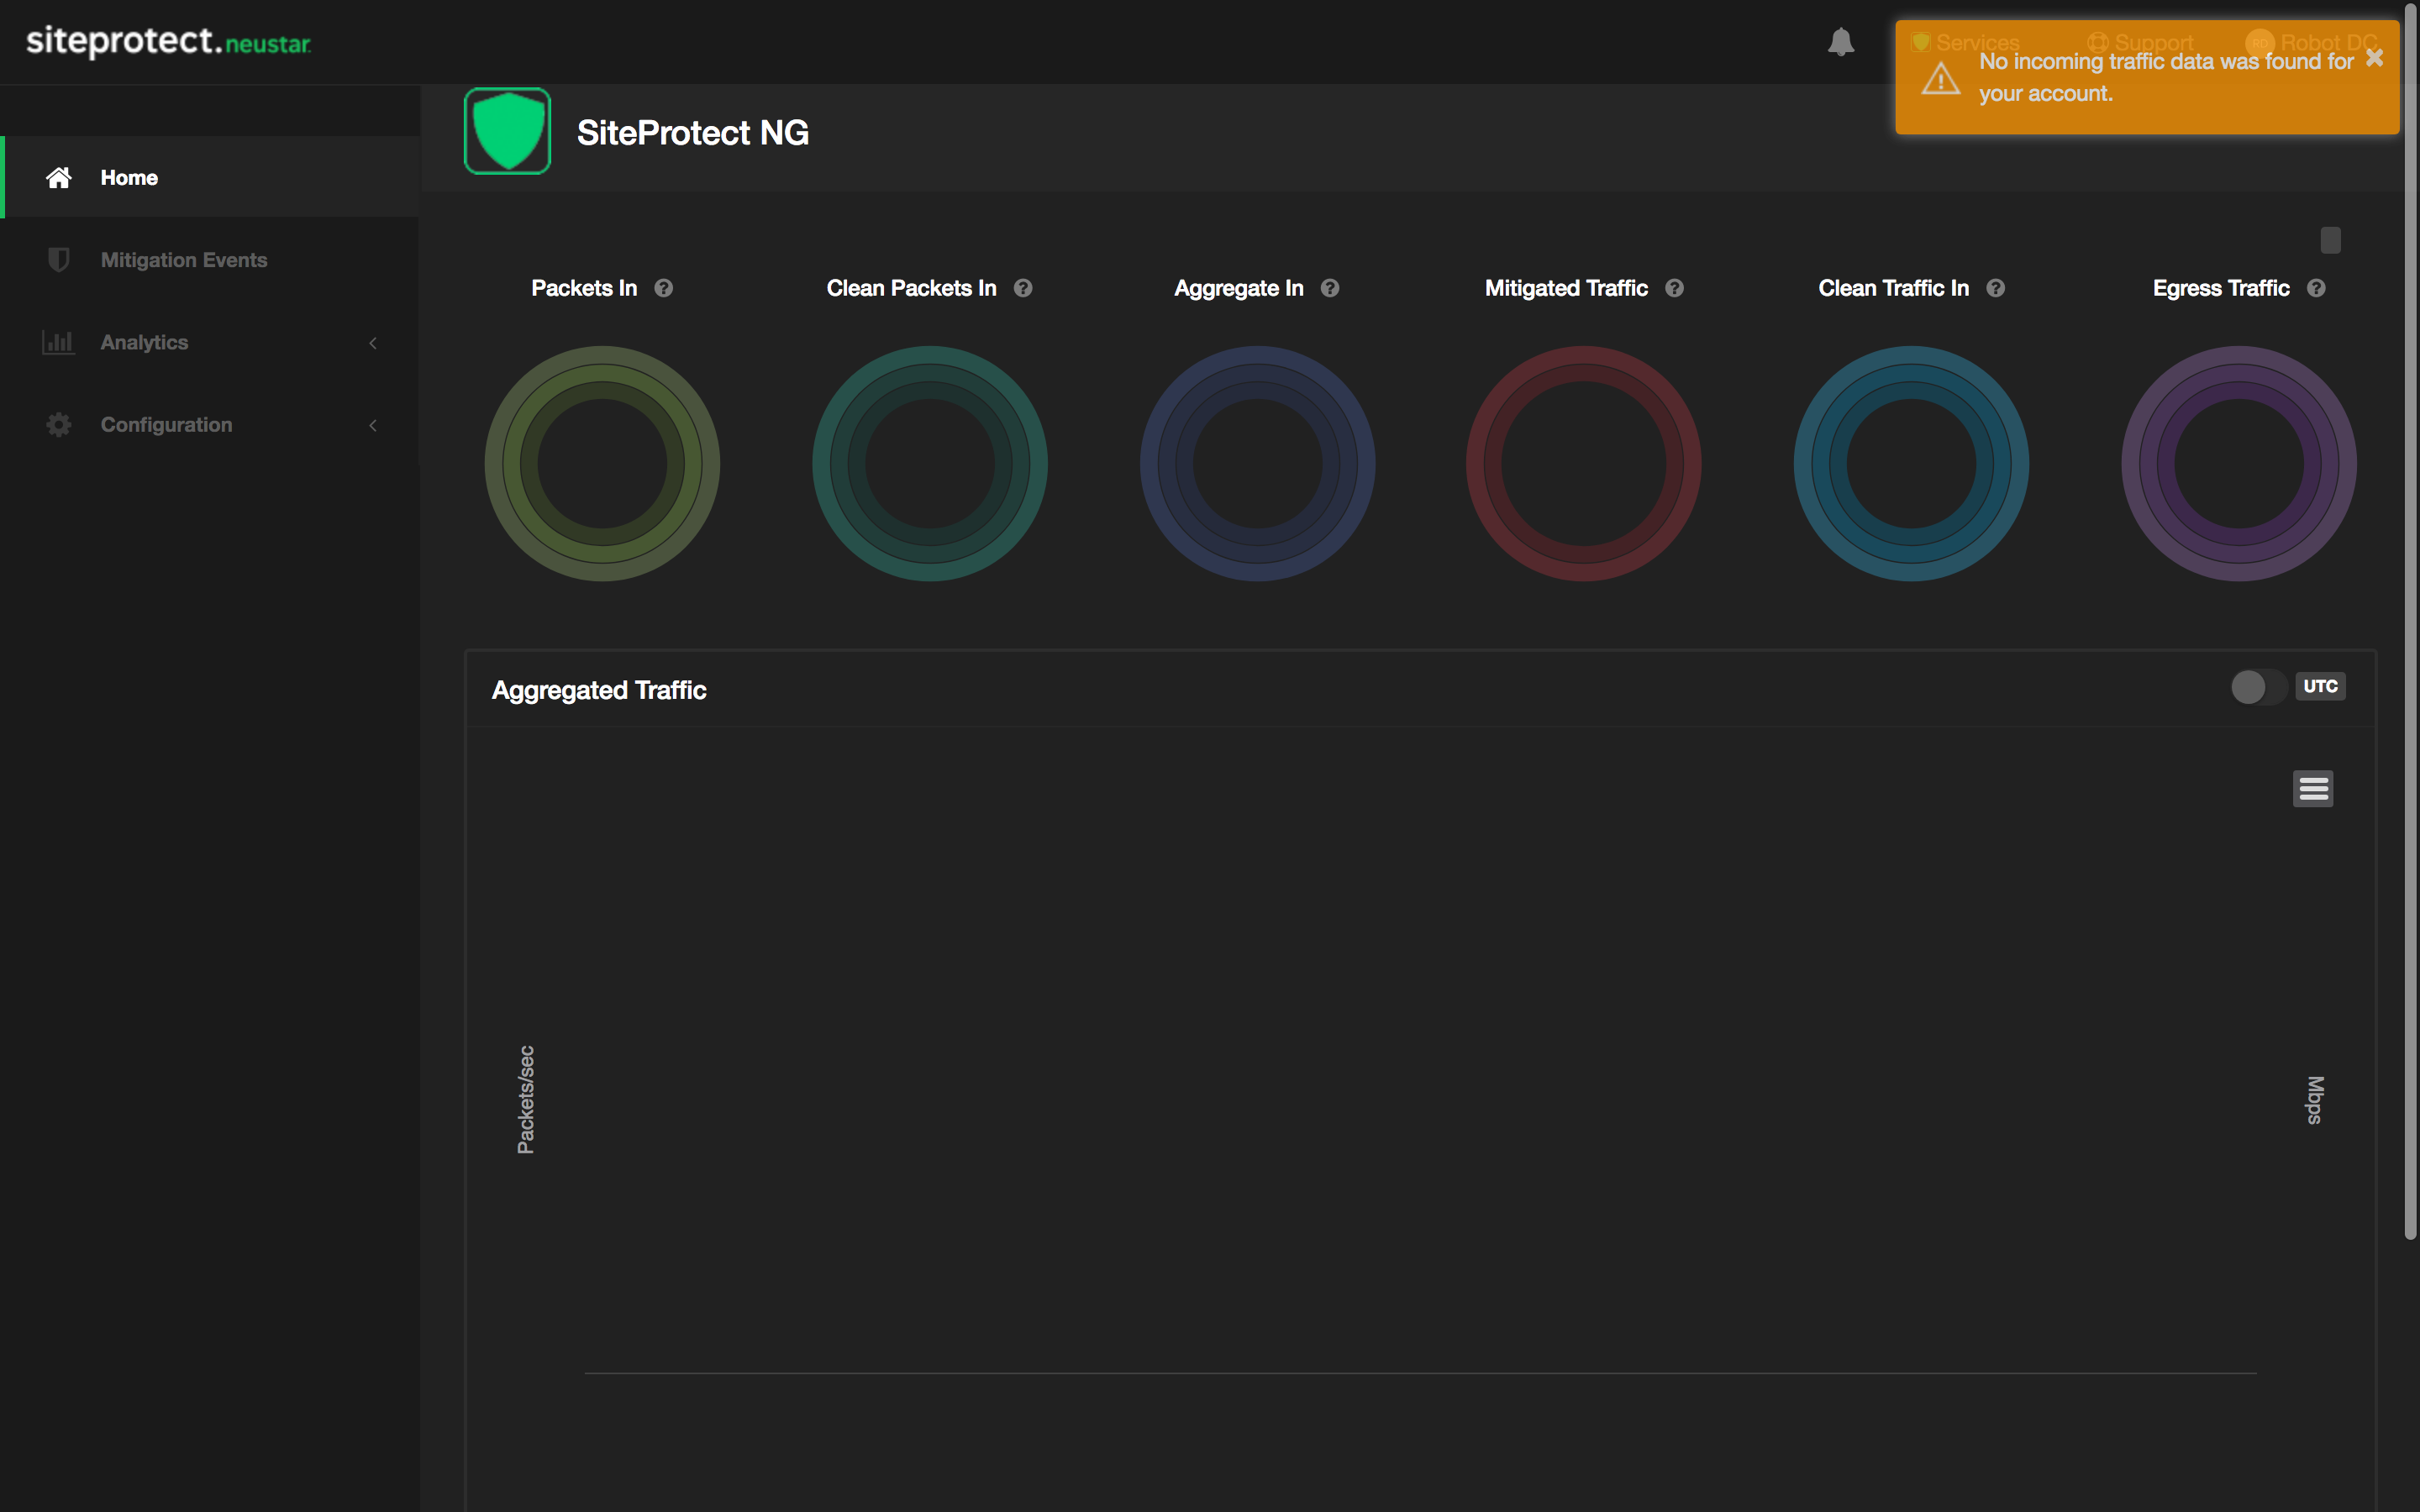 siteprotect.neustar
Services
Support
RD
Robot DC
No incoming traffic data was found for
your account.
SiteProtect NG
Home
Mitigation Events
Analytics
Configuration
Packets In
Clean Packets In
Aggregate In
Mitigated Traffic
Clean Traffic In
Egress Traffic
Aggregated Traffic
UTC
Packets/sec
Mbps